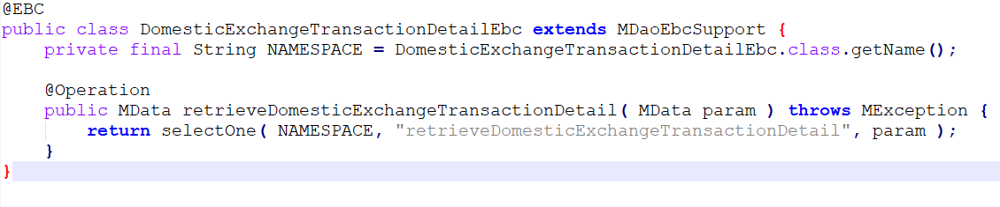 @EBC
public class DomesticExchangeTransactionDetailEbc extends MDaoEbcSupport {
    private final String NAMESPACE = DomesticExchangeTransactionDetailEbc.class.getName();

    @Operation
    public MData retrieveDomesticExchangeTransactionDetail( MData param ) throws MException {
        return selectOne( NAMESPACE, "retrieveDomesticExchangeTransactionDetail", param );
    }
}